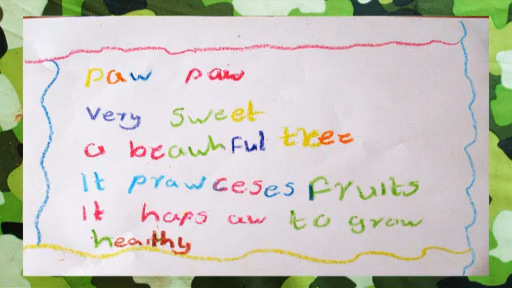 paw paw
very sweet
a beauhful tree
It prawceses fruits
It haps aw to grow
healthy